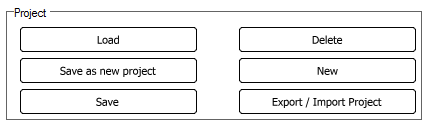 Project
Load
Delete
Save as new project
New
Save
Export / Import Project